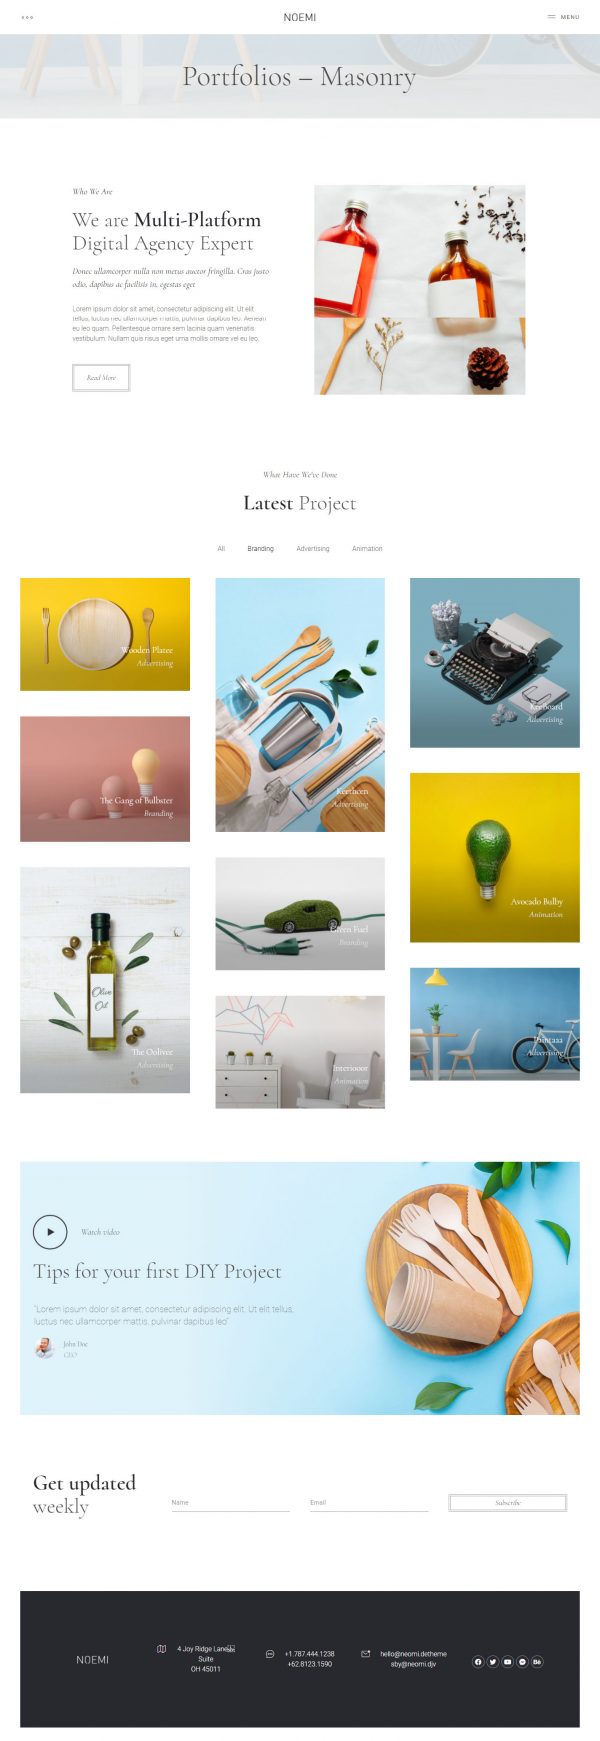 NOEMI
MENU
Portfolios – Masonry
Who We Are
We are Multi-Platform
Digital Agency Expert
Donec ullamcorper nulla non metus auctor fringilla. Cras justo
odio, dapibus ac facilisis in, egestas eget
Lorem ipsum dolor sit amet, consectetur adipiscing elit. Ut elit
tellus, luctus nec ullamcorper mattis, pulvinar dapibus leo. Aenean
eu leo quam. Pellentesque ornare sem lacinia quam venenatis
vestibulum. Nullam quis risus eget urna mollis ornare vel eu leo.
Read More
What Have We've Done
Latest Project
All
Branding
Advertising
Animation
Wooden Platee
Advertising
The Gang of Bulbster
Branding
Olive
Oil
The Oolivee
Advertising
Keethcen
Advertising
Green Fuel
Branding
Interiooor
Animation
KeeBoard
Advertising
Avocado Bulby
Animation
Paintaaa
Advertising
Watch video
Tips for your first DIY Project
"Lorem ipsum dolor sit amet, consectetur adipiscing elit. Ut elit tellus,
luctus nec ullamcorper mattis, pulvinar dapibus leo"
John Doe
CEO
Get updated
weekly
Name
Email
Subscribe
NOEMI
4 Joy Ridge Lane
Suite
OH 45011
+1.787.444.1238
+62.8123.1590
hello@neomi.detheme
sby@neomi.djv
Bē